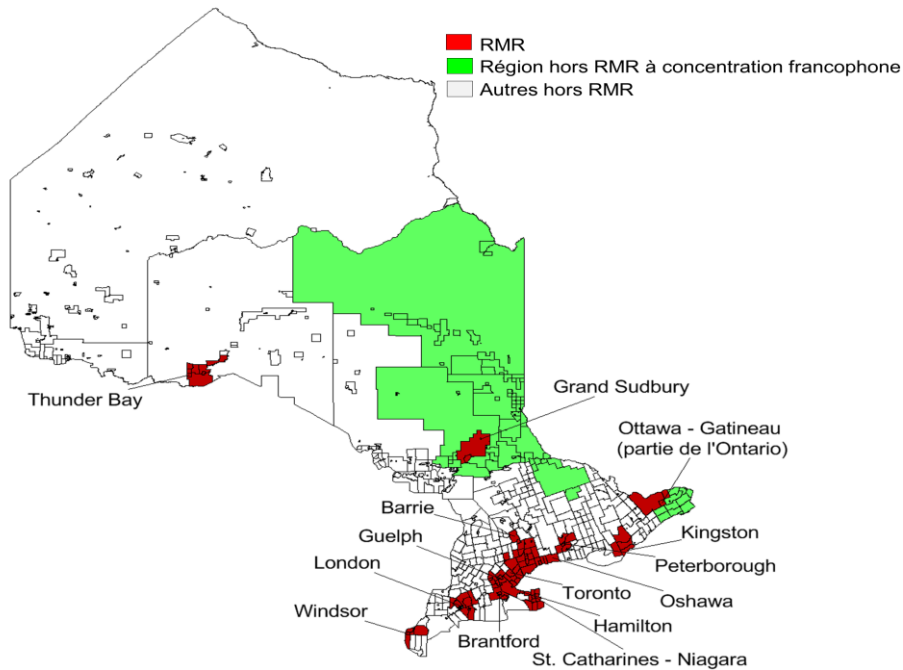 RMR
Région hors RMR à concentration francophone
Autres hors RMR
Thunder Bay
Grand Sudbury
Ottawa - Gatineau
(partie de l'Ontario)
Barrie
Guelph
London
Windsor
Kingston
Peterborough
Oshawa
Toronto
Hamilton
Brantford
St. Catharines - Niagara